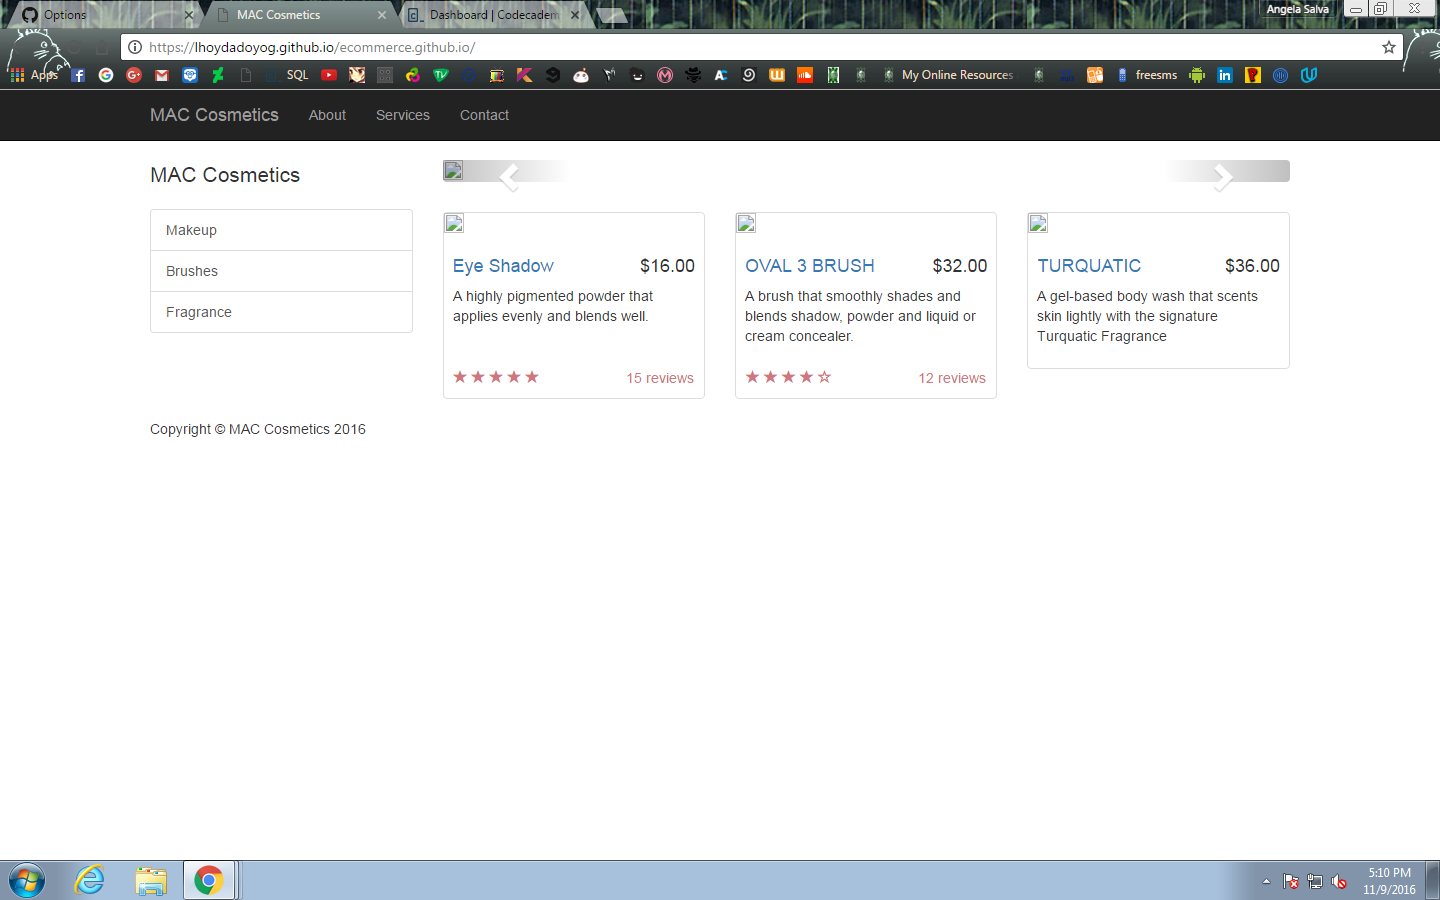 Options
MAC Cosmetics
Dashboard | Codecadem
Angela Salva
https://lhoydadoyog.github.io/ecommerce.github.io/
Apps
SQL
My Online Resources
freesms
MAC Cosmetics
About
Services
Contact
MAC Cosmetics
Makeup
Brushes
Fragrance
Eye Shadow
$16.00
A highly pigmented powder that
applies evenly and blends well.
★ ★ ★ ★ ★
15 reviews
OVAL 3 BRUSH
$32.00
A brush that smoothly shades and
blends shadow, powder and liquid or
cream concealer.
★ ★ ★ ★ ☆
12 reviews
TURQUATIC
$36.00
A gel-based body wash that scents
skin lightly with the signature
Turquatic Fragrance
Copyright © MAC Cosmetics 2016
5:10 PM
11/9/2016